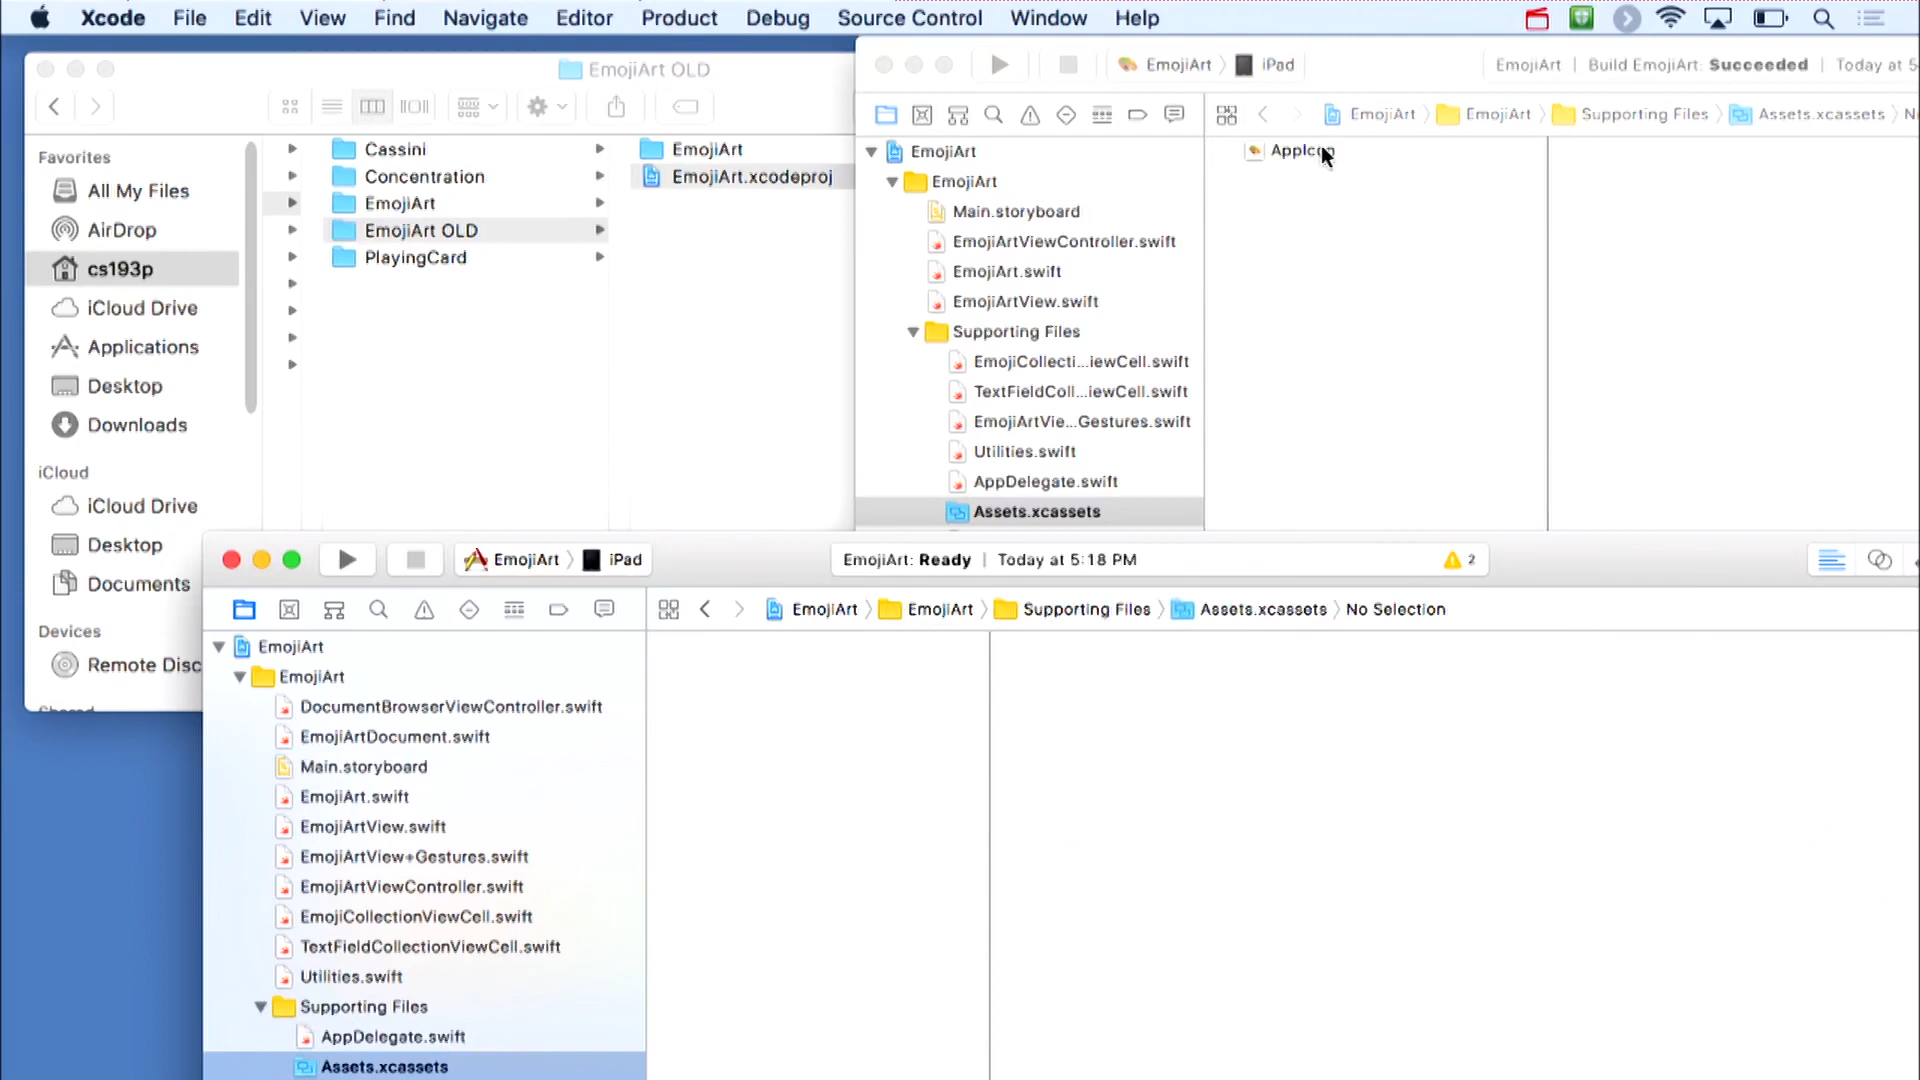 Xcode File Edit View Find Navigate Editor Product Debug Source Control Window Help
EmojiArt OLD
Favorites
All My Files
AirDrop
cs193p
iCloud Drive
Applications
Desktop
Downloads
iCloud
iCloud Drive
Desktop
Documents
Devices
Remote Disc
Cassini
Concentration
EmojiArt
EmojiArt OLD
PlayingCard
EmojiArt
EmojiArt.xcodeproj
EmojiArt iPad
EmojiArt | Build EmojiArt: Succeeded | Today at 5
EmojiArt EmojiArt Supporting Files Assets.xcassets
EmojiArt
EmojiArt
Main.storyboard
EmojiArtViewController.swift
EmojiArt.swift
EmojiArtView.swift
Supporting Files
EmojiCollecti...iewCell.swift
TextFieldColl...iewCell.swift
EmojiArtVie...Gestures.swift
Utilities.swift
AppDelegate.swift
Assets.xcassets
AppIcon
EmojiArt iPad
EmojiArt: Ready | Today at 5:18 PM
2
EmojiArt EmojiArt Supporting Files Assets.xcassets No Selection
EmojiArt
EmojiArt
DocumentBrowserViewController.swift
EmojiArtDocument.swift
Main.storyboard
EmojiArt.swift
EmojiArtView.swift
EmojiArtView+Gestures.swift
EmojiArtViewController.swift
EmojiCollectionViewCell.swift
TextFieldCollectionViewCell.swift
Utilities.swift
Supporting Files
AppDelegate.swift
Assets.xcassets